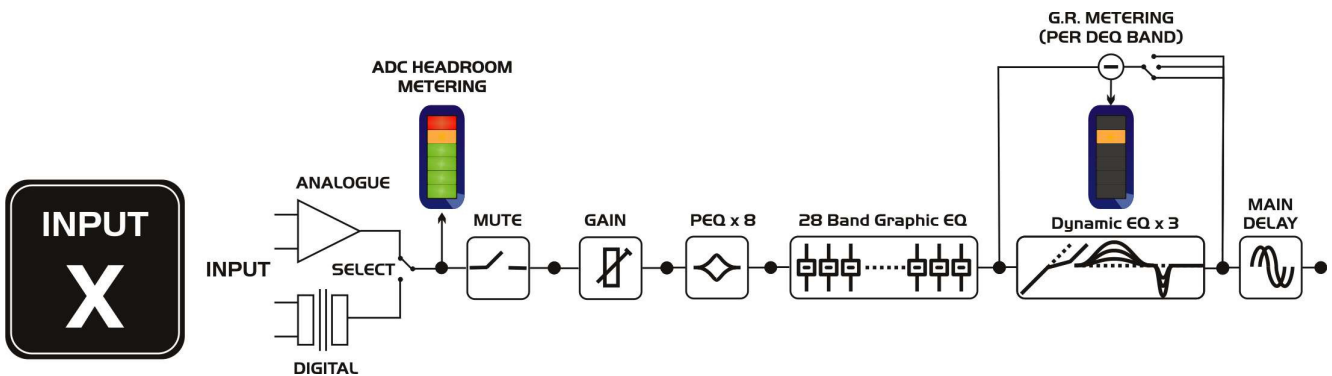 INPUT
X
INPUT
ANALOGUE
SELECT
DIGITAL
ADC HEADROOM
METERING
MUTE
GAIN
PEQ x 8
28 Band Graphic EQ
G.R. METERING
(PER DEQ BAND)
Dynamic EQ x 3
MAIN
DELAY